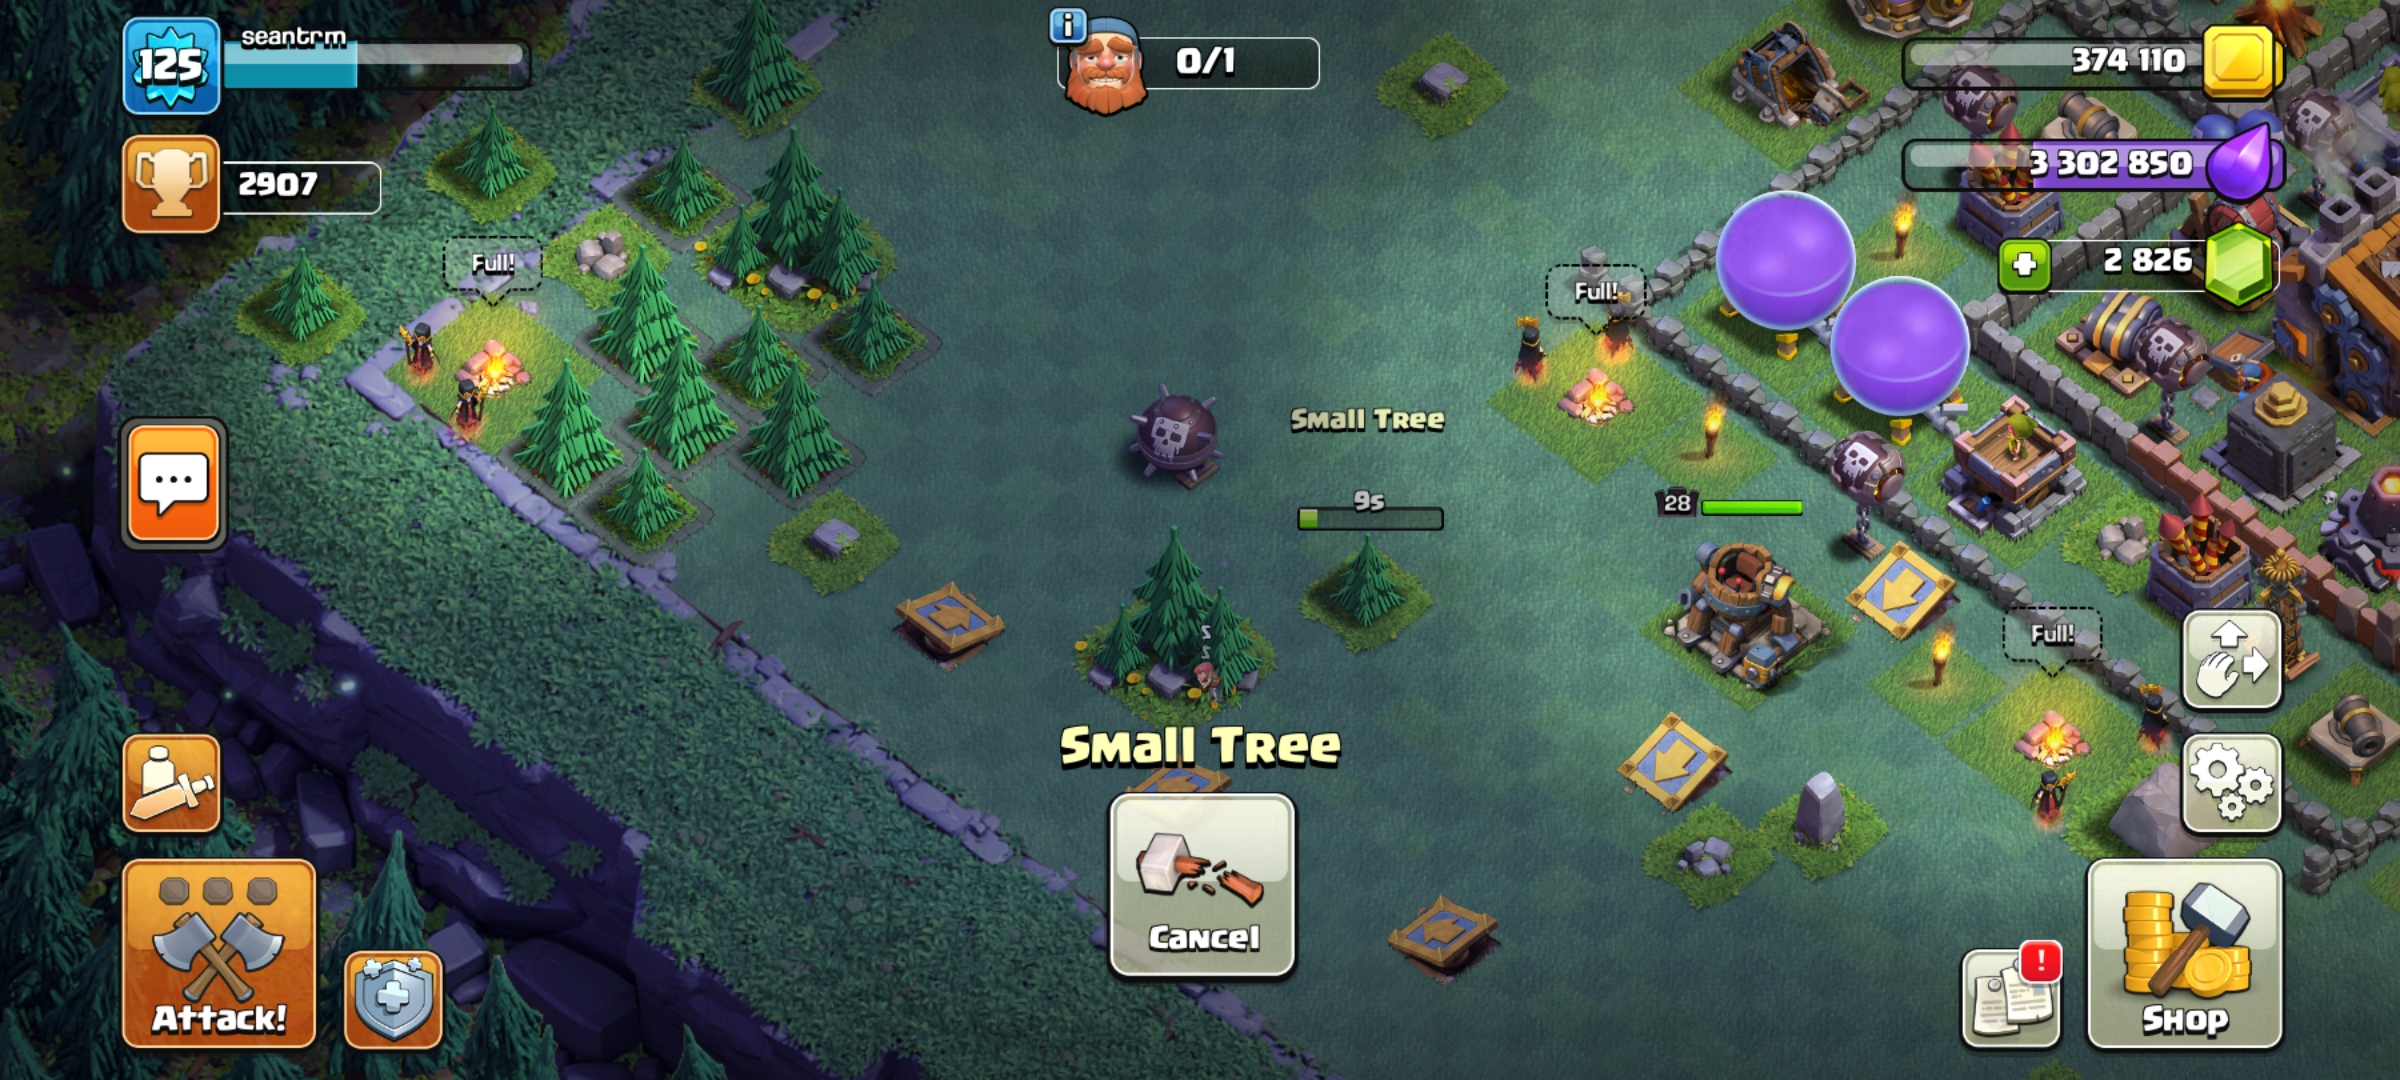 seantrm
125
0/1
374 110
2907
3 302 850
2 826
Full!
Full!
Small Tree
9s
28
Full!
z
z
Small Tree
Cancel
Attack!
!
Shop